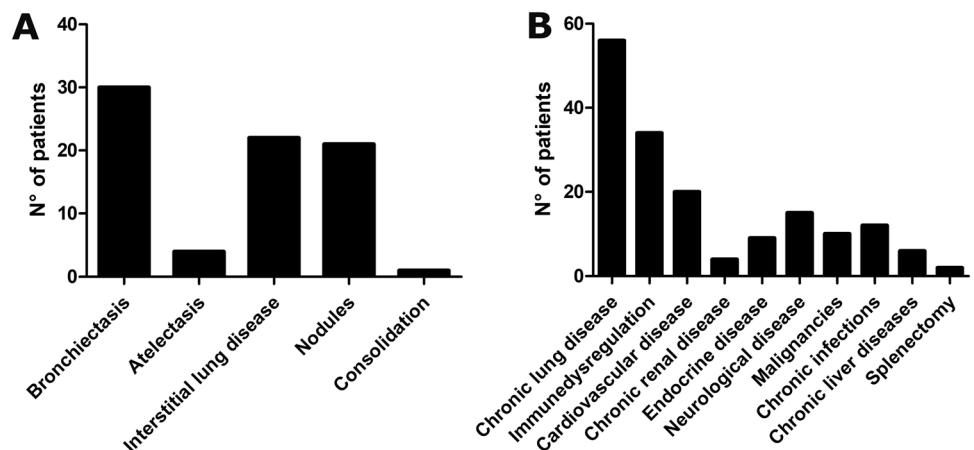 A
N° of patients
40
30
20
10
0
Bronchiectasis
Atelectasis
Interstitial lung disease
Nodules
Consolidation
B
N° of patients
60
40
20
0
Chronic lung disease
Immunedysregulation
Cardiovascular disease
Chronic renal disease
Endocrine disease
Neurological disease
Malignancies
Chronic infections
Chronic liver diseases
Splenectomy